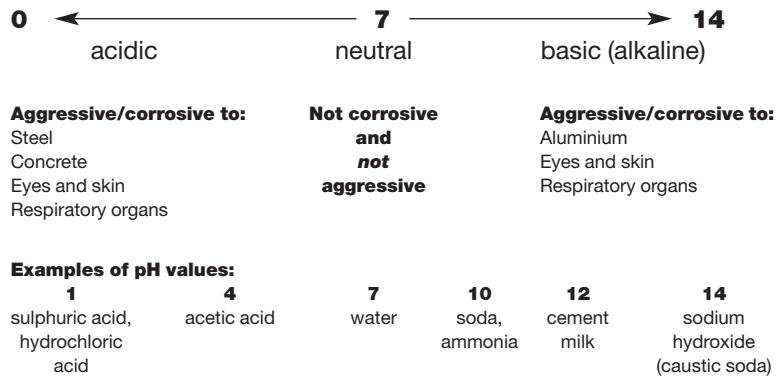 0 7 14
acidic neutral basic (alkaline)
Aggressive/corrosive to:
Steel
Concrete
Eyes and skin
Respiratory organs
Not corrosive
and
not
aggressive
Aggressive/corrosive to:
Aluminium
Eyes and skin
Respiratory organs
Examples of pH values:
1
sulphuric acid,
hydrochloric
acid
4
acetic acid
7
water
10
soda,
ammonia
12
cement
milk
14
sodium
hydroxide
(caustic soda)